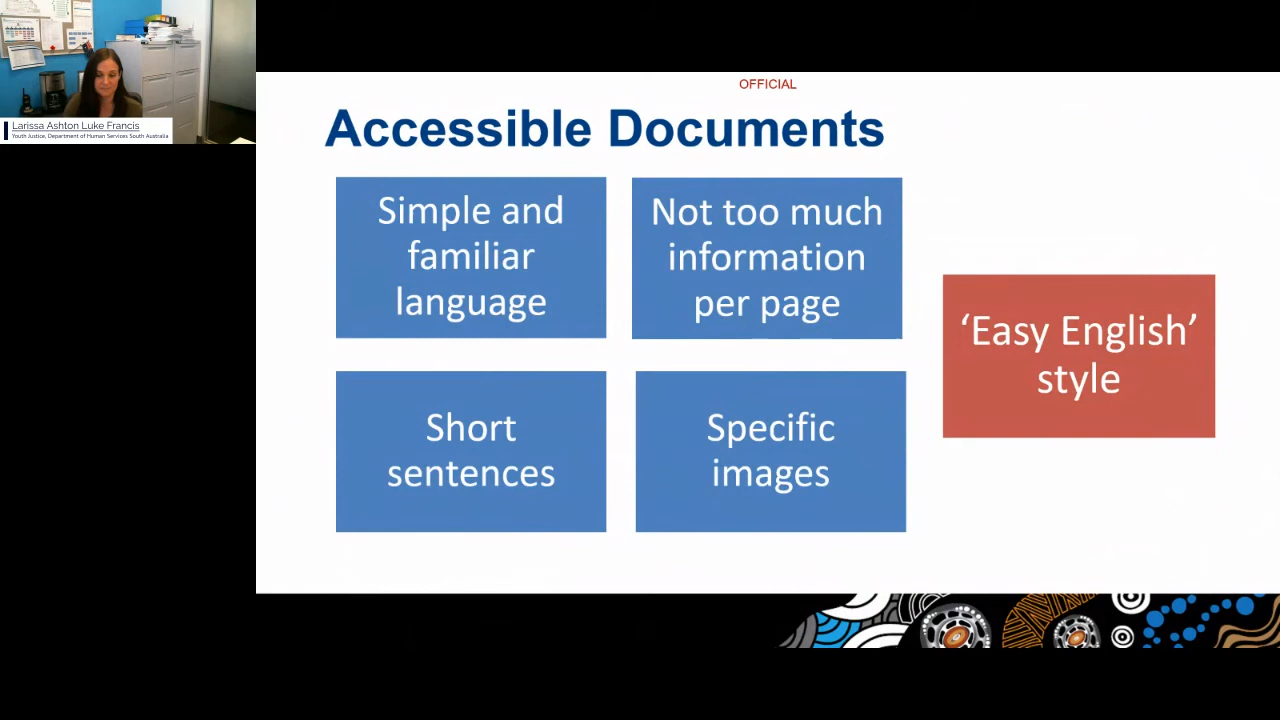 Larissa Ashton Luke Francis
Youth Justice, Department of Human Services South Australia
OFFICIAL
Accessible Documents
Simple and
familiar
language
Not too much
information
per page
Short
sentences
Specific
images
‘Easy English’
style